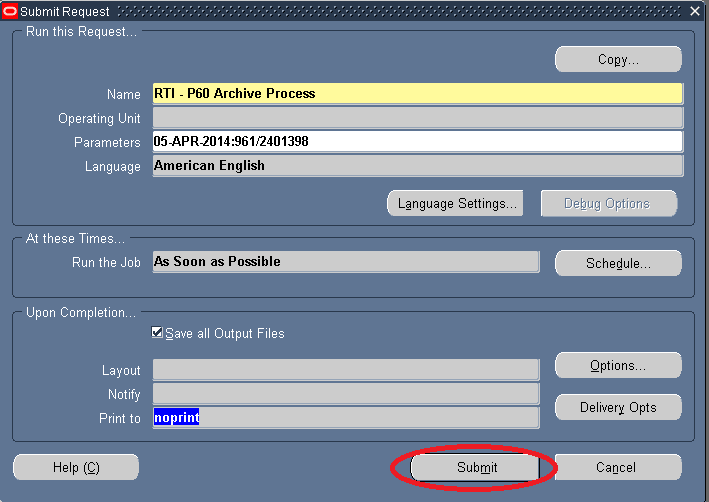 Submit Request
Run this Request...
Copy...
Name RTI - P60 Archive Process
Operating Unit
Parameters 05-APR-2014:961/2401398
Language American English
Language Settings... Debug Options
At these Times...
Run the Job As Soon as Possible Schedule...
Upon Completion...
Save all Output Files
Layout Options...
Notify
Delivery Opts
Print to noprint
Help (C) Submit Cancel